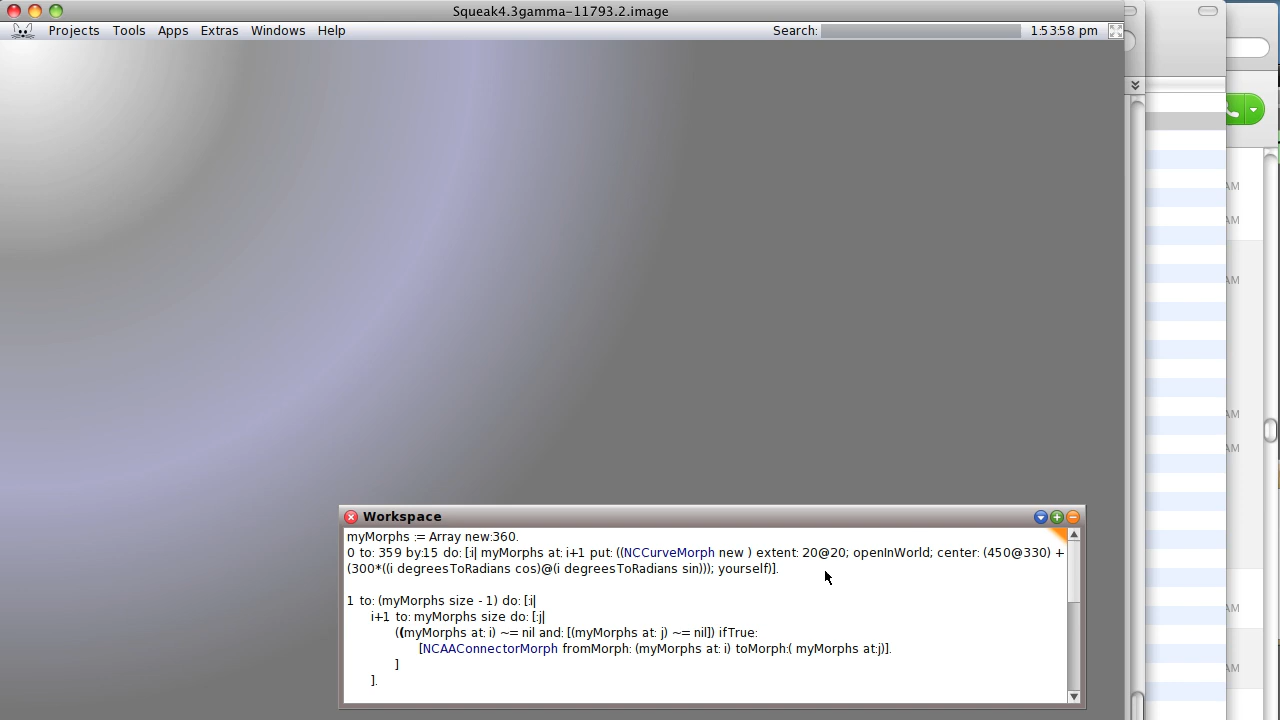 Squeak4.3gamma-11793.2.image
Projects Tools Apps Extras Windows Help Search: 1:53:58 pm
AM
AM
AM
AM
AM
AM
AM
Workspace
myMorphs := Array new:360.
0 to: 359 by:15 do: [:i| myMorphs at: i+1 put: ((NCCurveMorph new ) extent: 20@20; openInWorld; center: (450@330) +
(300*((i degreesToRadians cos)@(i degreesToRadians sin))); yourself)].
1 to: (myMorphs size - 1) do: [:i|
i+1 to: myMorphs size do: [:j|
((myMorphs at: i) ~= nil and: [(myMorphs at: j) ~= nil]) ifTrue:
[NCAAConnectorMorph fromMorph: (myMorphs at: i) toMorph:( myMorphs at:j)].
]
].